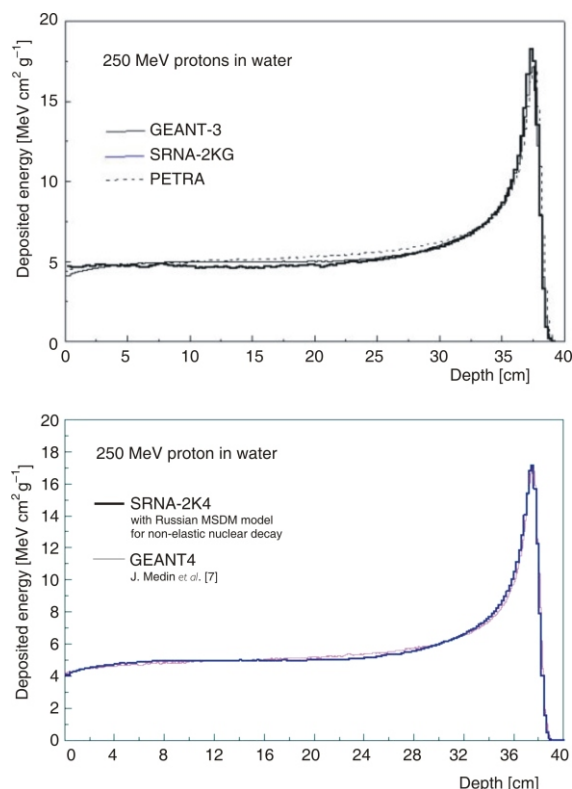 20
250 MeV protons in water
15
GEANT-3
SRNA-2KG
PETRA
10
5
0
0 5 10 15 20 25 30 35 40
Deposited energy [MeV cm² g⁻¹]
Depth [cm]
18
16
14
12
10
8
6
4
2
0
250 MeV proton in water
SRNA-2K4
with Russian MSDM model
for non-elastic nuclear decay
GEANT4
J. Medin et al. [7]
0 4 8 12 16 20 24 28 32 36 40
Deposited energy [MeV cm² g⁻¹]
Depth [cm]